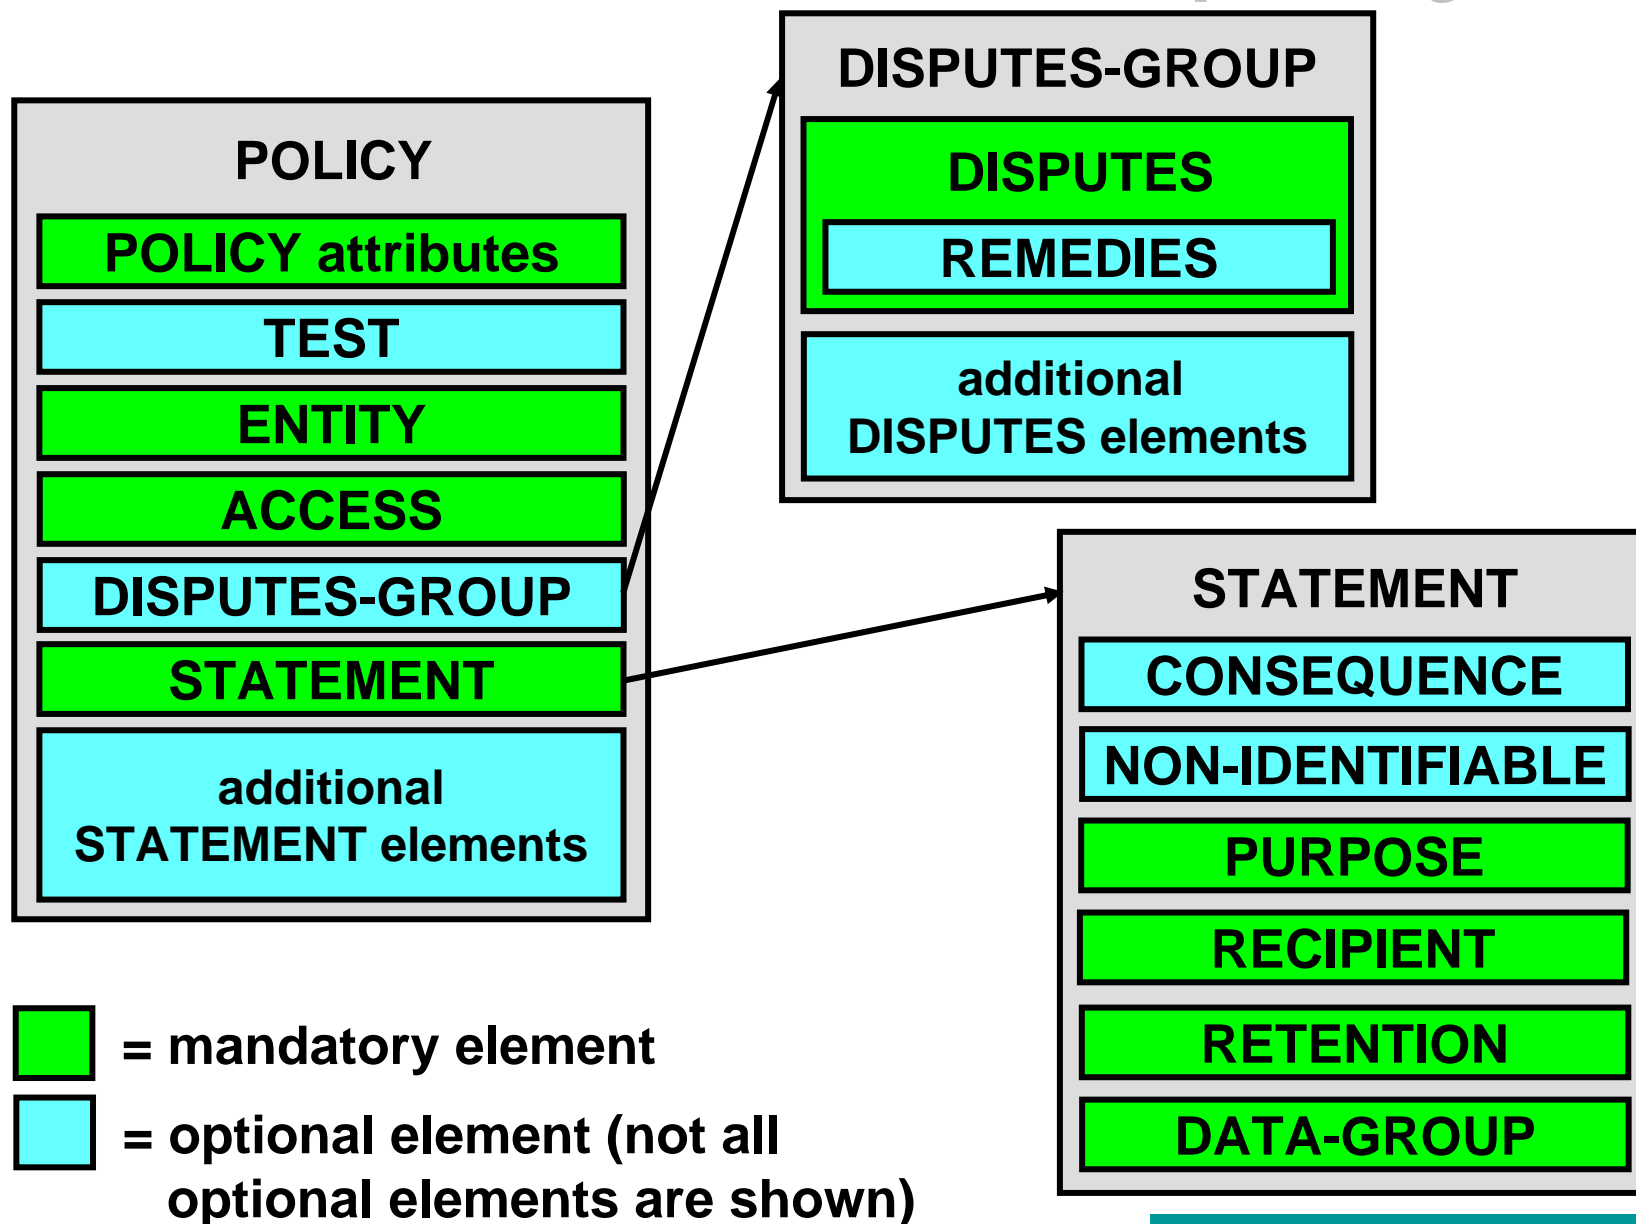 POLICY
POLICY attributes
TEST
ENTITY
ACCESS
DISPUTES-GROUP
STATEMENT
additional
STATEMENT elements
DISPUTES-GROUP
DISPUTES
REMEDIES
additional
DISPUTES elements
STATEMENT
CONSEQUENCE
NON-IDENTIFIABLE
PURPOSE
RECIPIENT
RETENTION
DATA-GROUP
= mandatory element
= optional element (not all
optional elements are shown)